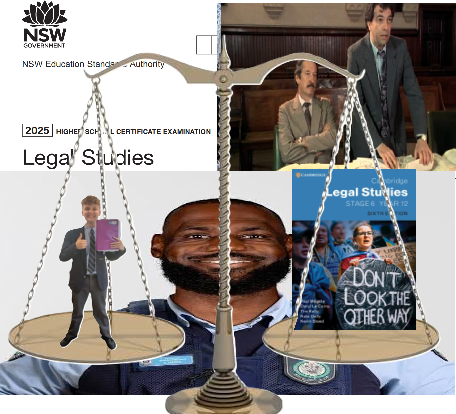 NSW
GOVERNMENT
NSW Education Standards Authority
2025 HIGHER SCHOOL CERTIFICATE EXAMINATION
Legal Studies
Cambridge
Legal Studies
STAGE 6 YEAR 12
EDITION
DON'T
LOOK THE
OTHER WAY